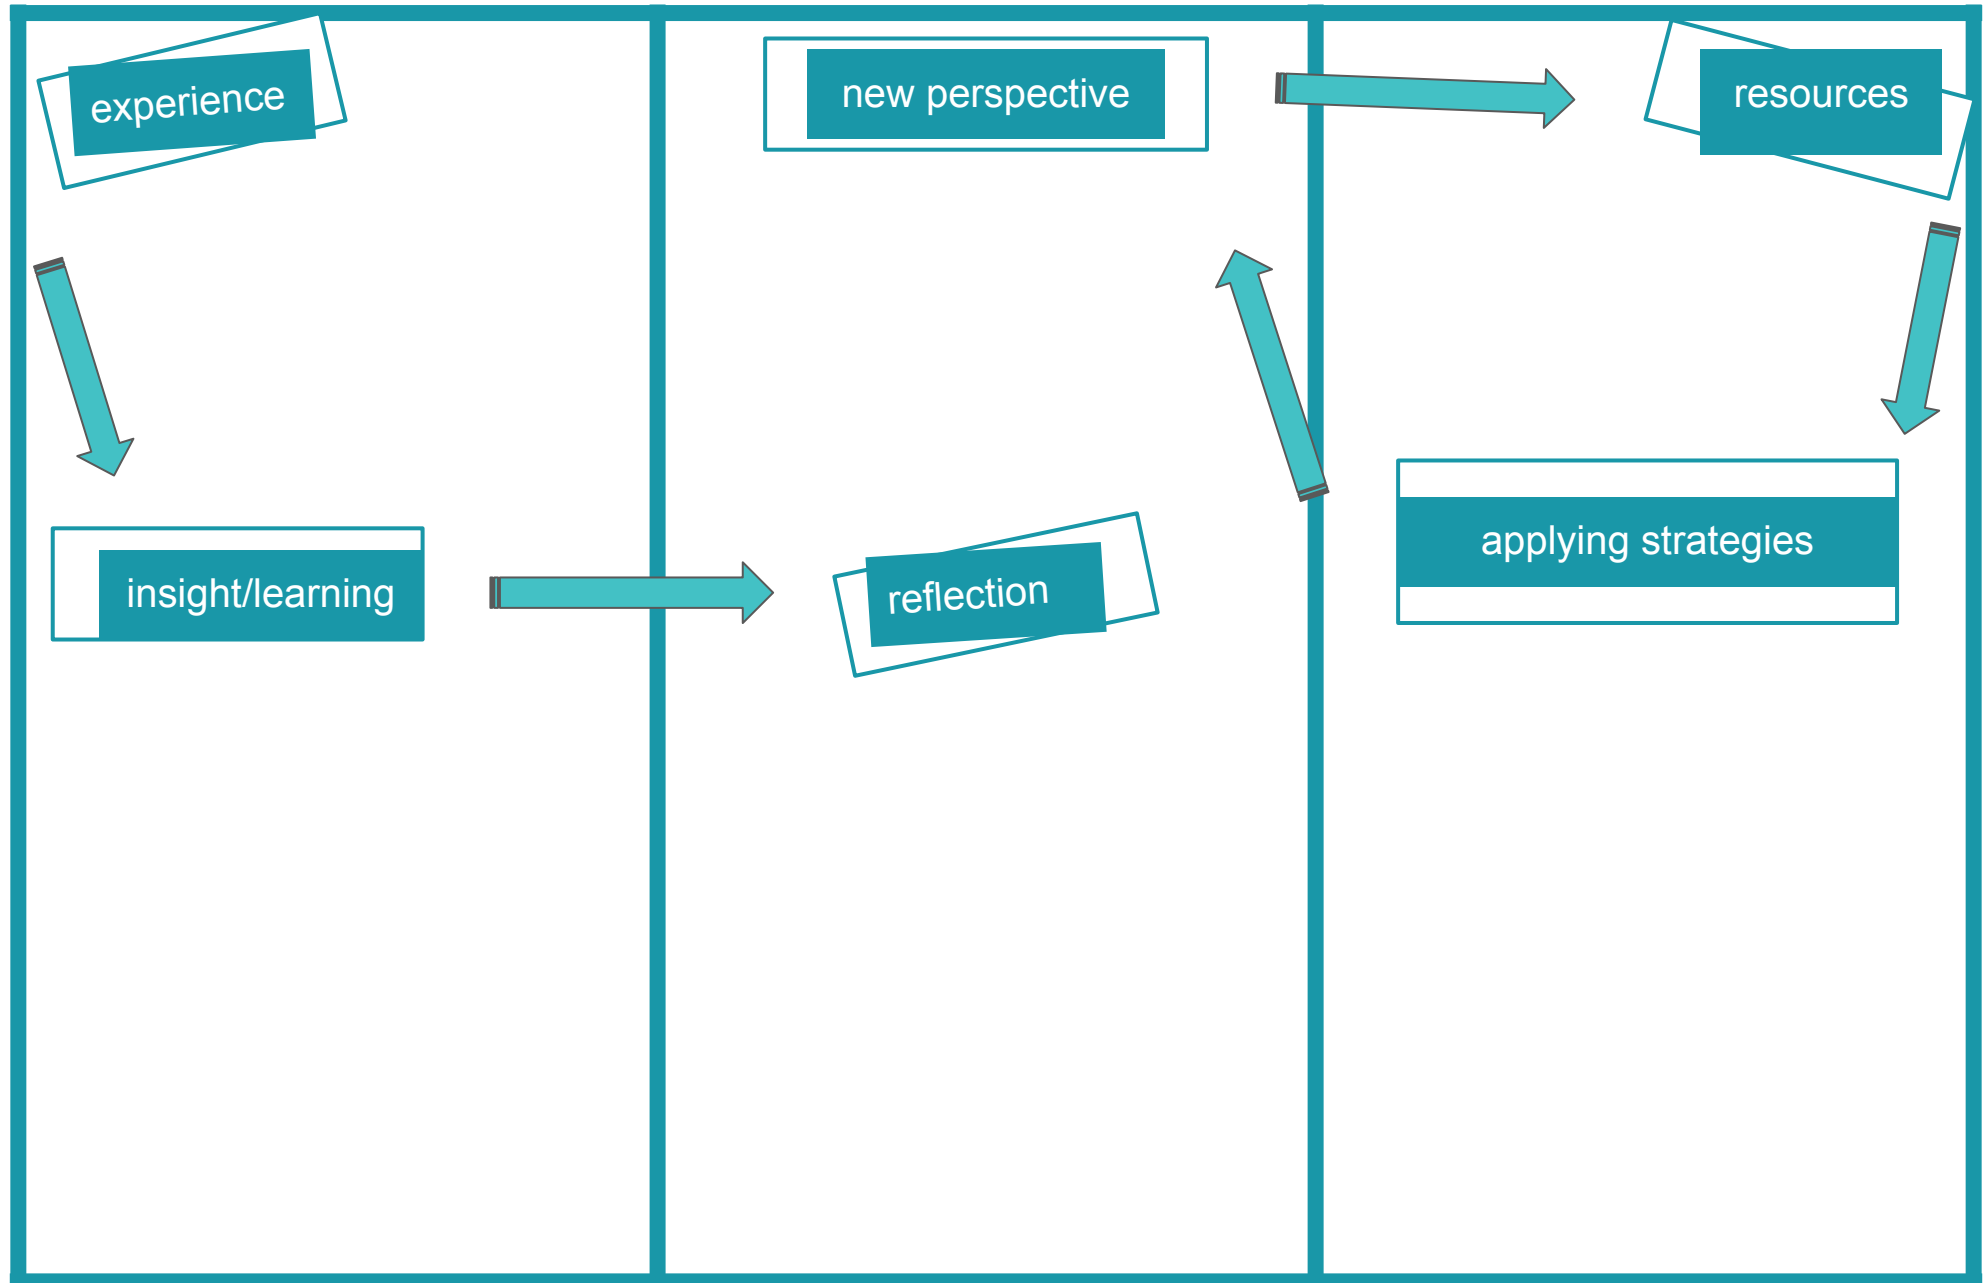 experience
insight/learning
reflection
new perspective
resources
applying strategies